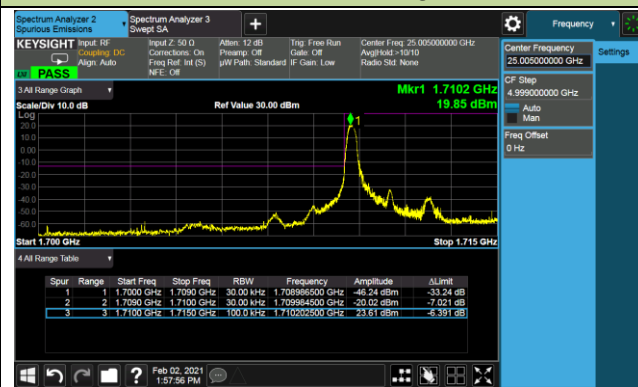 Spectrum Analyzer 2
Spurious Emissions
Spectrum Analyzer 3
Swept SA
+
Frequency
KEYSIGHT
Input: RF
Coupling: DC
Align: Auto
Input Z: 50 Ω
Corrections: On
Freq Ref: Int (S)
NFE: Off
Atten: 12 dB
Preamp: Off
µW Path: Standard
Trig: Free Run
Gate: Off
IF Gain: Low
Center Freq: 25.005000000 GHz
Avg|Hold:>10/10
Radio Std: None
PASS
Center Frequency
25.005000000 GHz
Settings
CF Step
4.999000000 GHz
Auto
Man
Freq Offset
0 Hz
3 All Range Graph
Mkr1 1.7102 GHz
Scale/Div 10.0 dB
Ref Value 30.00 dBm
19.85 dBm
Log
1
20.0
10.0
0.00
-10.0
-20.0
-30.0
-40.0
-50.0
-60.0
Start 1.700 GHz
Stop 1.715 GHz
4 All Range Table
Spur Range Start Freq Stop Freq RBW Frequency Amplitude ΔLimit
1 1 1.7000 GHz 1.7090 GHz 30.00 kHz 1.708986500 GHz -46.24 dBm -33.24 dB
2 2 1.7090 GHz 1.7100 GHz 30.00 kHz 1.709984500 GHz -20.02 dBm -7.021 dB
3 3 1.7100 GHz 1.7150 GHz 100.0 kHz 1.710202500 GHz 23.61 dBm -6.391 dB
?
Feb 02, 2021
1:57:56 PM